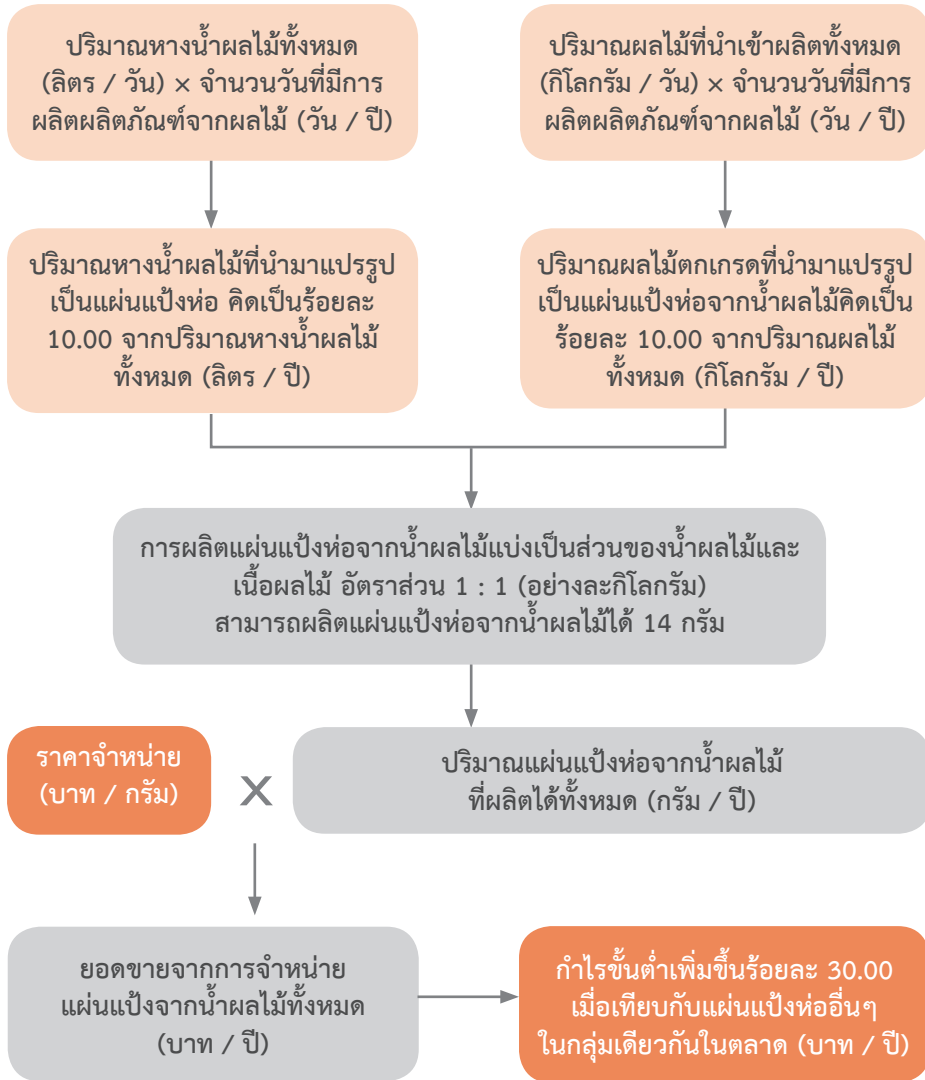 ปริมาณหางน้ำผลไม้ทั้งหมด
(ลิตร / วัน) × จำนวนวันที่มีการ
ผลิตผลิตภัณฑ์จากผลไม้ (วัน / ปี)
ปริมาณผลไม้ที่นำเข้าผลิตทั้งหมด
(กิโลกรัม / วัน) × จำนวนวันที่มีการ
ผลิตผลิตภัณฑ์จากผลไม้ (วัน / ปี)
ปริมาณหางน้ำผลไม้ที่นำมาแปรรูป
เป็นแผ่นแป้งห่อ คิดเป็นร้อยละ
10.00 จากปริมาณหางน้ำผลไม้
ทั้งหมด (ลิตร / ปี)
ปริมาณผลไม้ตกเกรดที่นำมาแปรรูป
เป็นแผ่นแป้งห่อจากน้ำผลไม้คิดเป็น
ร้อยละ 10.00 จากปริมาณผลไม้
ทั้งหมด (กิโลกรัม / ปี)
การผลิตแผ่นแป้งห่อจากน้ำผลไม้แบ่งเป็นส่วนของน้ำผลไม้และ
เนื้อผลไม้ อัตราส่วน 1 : 1 (อย่างละกิโลกรัม)
สามารถผลิตแผ่นแป้งห่อจากน้ำผลไม้ได้ 14 กรัม
ราคาจำหน่าย
(บาท / กรัม)
X
ปริมาณแผ่นแป้งห่อจากน้ำผลไม้
ที่ผลิตได้ทั้งหมด (กรัม / ปี)
ยอดขายจากการจำหน่าย
แผ่นแป้งจากน้ำผลไม้ทั้งหมด
(บาท / ปี)
กำไรขั้นต่ำเพิ่มขึ้นร้อยละ 30.00
เมื่อเทียบกับแผ่นแป้งห่ออื่นๆ
ในกลุ่มเดียวกันในตลาด (บาท / ปี)